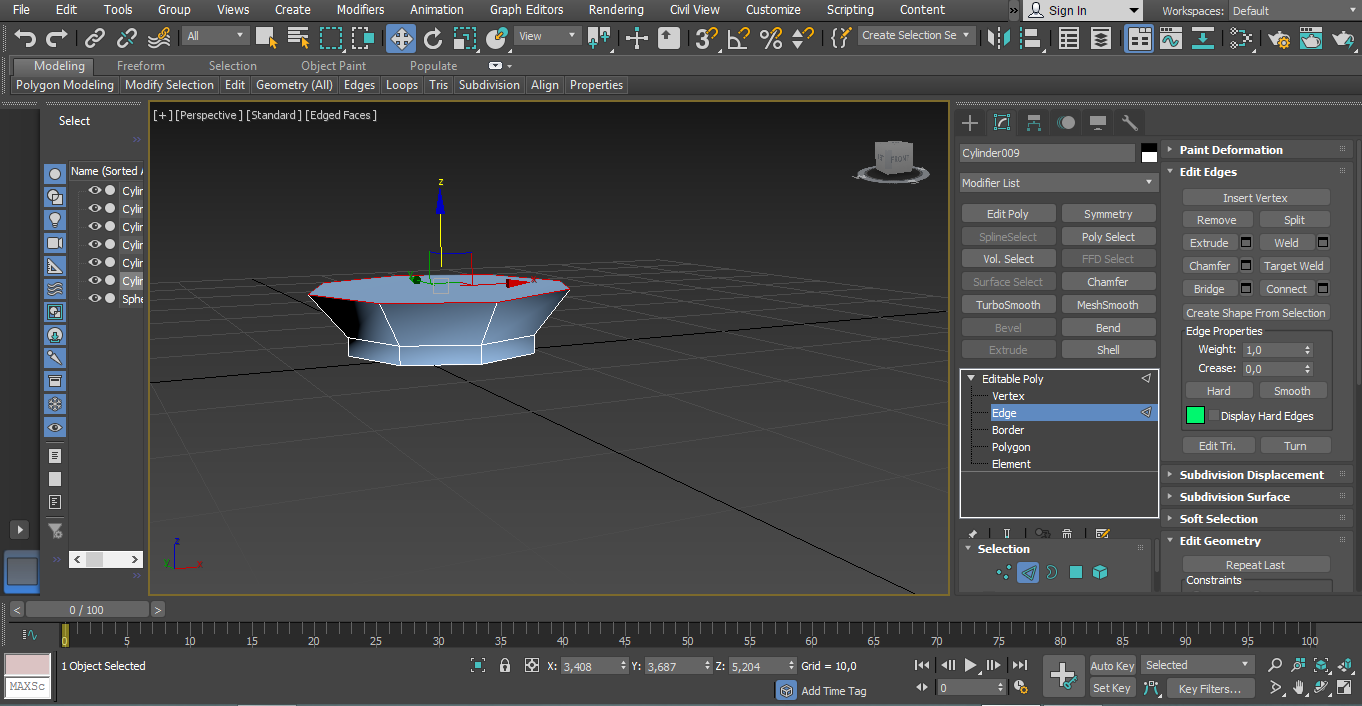 File Edit Tools Group Views Create Modifiers Animation Graph Editors Rendering Civil View Customize Scripting Content » Sign In Workspaces: Default
All View Create Selection Se
Modeling Freeform Selection Object Paint Populate
Polygon Modeling Modify Selection Edit Geometry (All) Edges Loops Tris Subdivision Align Properties
Select
Name (Sorted A
Cylin
Cylin
Cylin
Cylin
Cylin
Cylin
Sphe
[+] [Perspective] [Standard] [Edged Faces]
FRONT
z
x
z
y x
Cylinder009
Modifier List
Edit Poly Symmetry
SplineSelect Poly Select
Vol. Select FFD Select
Surface Select Chamfer
TurboSmooth MeshSmooth
Bevel Bend
Extrude Shell
Editable Poly
Vertex
Edge
Border
Polygon
Element
Selection
Paint Deformation
Edit Edges
Insert Vertex
Remove Split
Extrude Weld
Chamfer Target Weld
Bridge Connect
Create Shape From Selection
Edge Properties
Weight: 1,0
Crease: 0,0
Hard Smooth
Display Hard Edges
Edit Tri. Turn
Subdivision Displacement
Subdivision Surface
Soft Selection
Edit Geometry
Repeat Last
Constraints
< 0 / 100 >
0 5 10 15 20 25 30 35 40 45 50 55 60 65 70 75 80 85 90 95 100
MAXSc
1 Object Selected
X: 3,408 Y: 3,687 Z: 5,204 Grid = 10,0
Add Time Tag
0
Auto Key Selected
Set Key Key Filters...